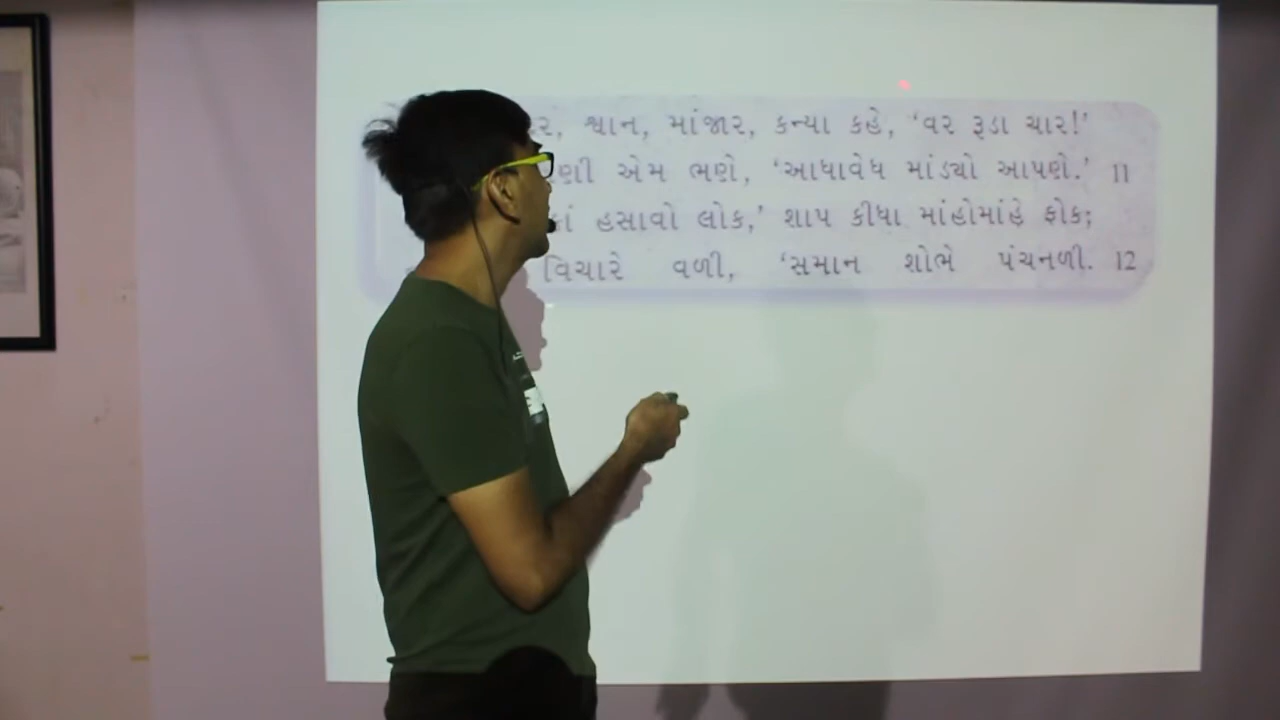 શ્વાન, માંજાર, કન્યા કહે, ‘વર રૂડા ચાર!’
એમ ભણે, ‘આધાવેધ માંડ્યો આપણે.’ 11
હસાવો લોક,’ શાપ કીધા માંહોમાંહે ફોક;
વિચારે વળી, ‘સમાન શોભે પંચનળી. 12